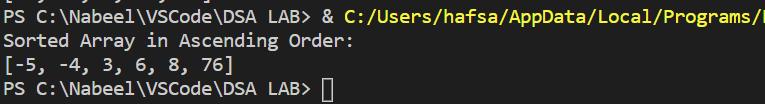 PS C:\Nabeel\VSCode\DSA LAB> & C:/Users/hafsa/AppData/Local/Programs/
Sorted Array in Ascending Order:
[-5, -4, 3, 6, 8, 76]
PS C:\Nabeel\VSCode\DSA LAB>